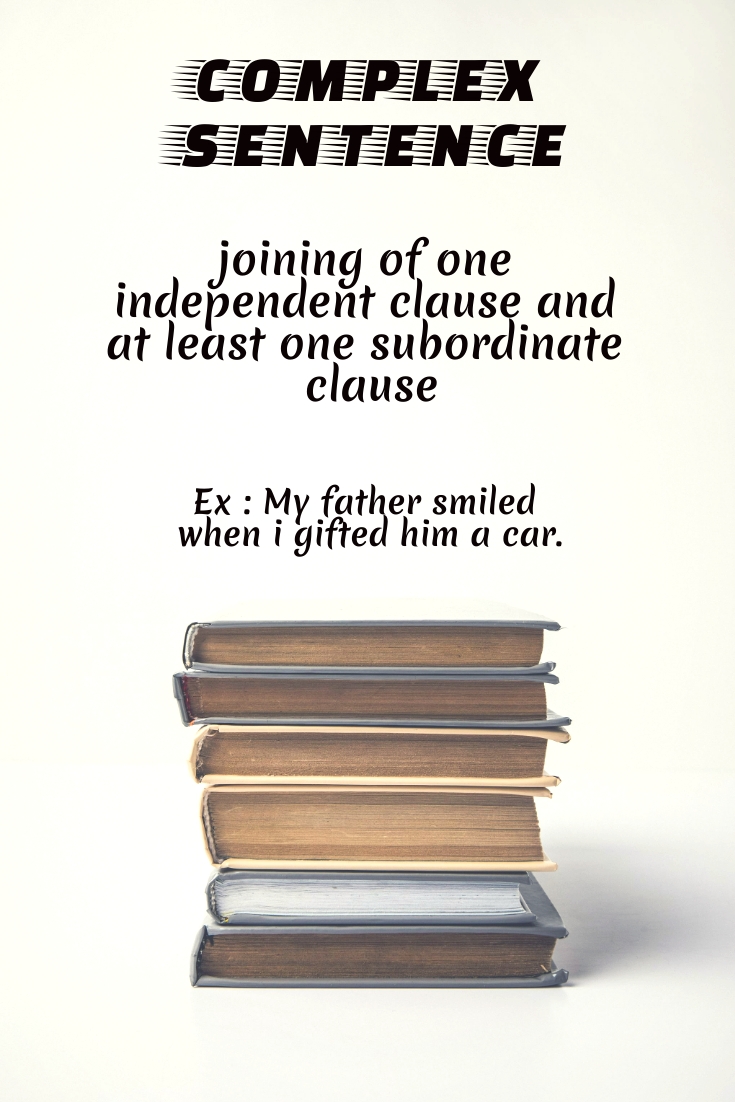 COMPLEX
SENTENCE
joining of one
independent clause and
at least one subordinate
clause
Ex : My father smiled
when i gifted him a car.